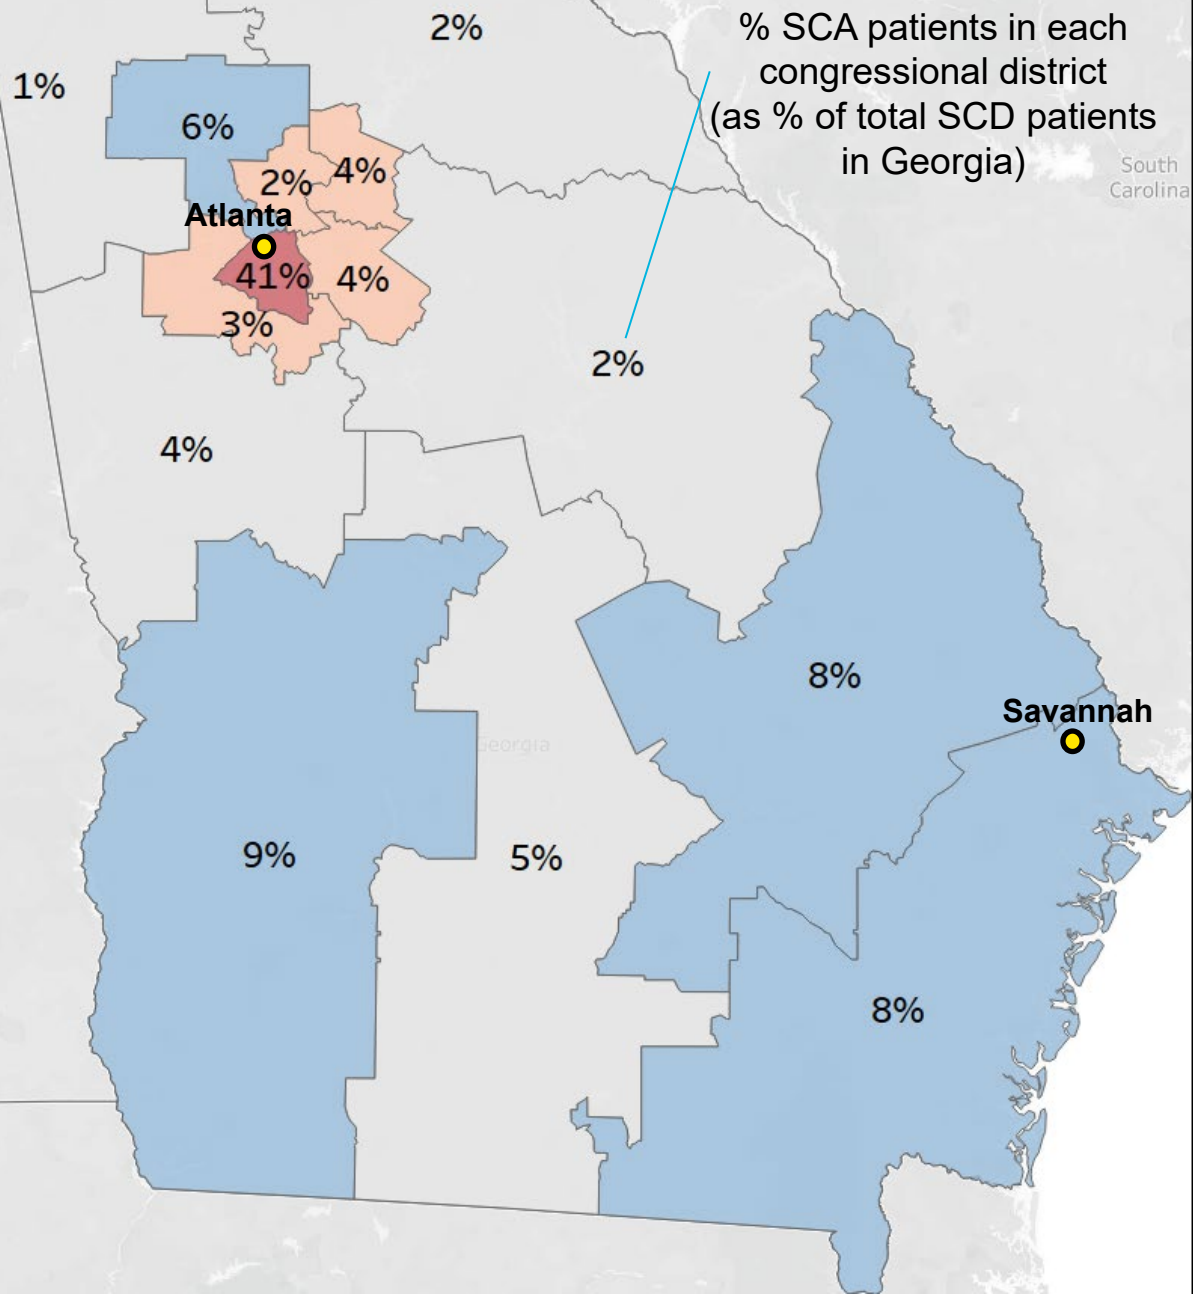 2%
% SCA patients in each
congressional district
(as % of total SCD patients
in Georgia)
1%
6%
2%
4%
South
Carolina
Atlanta
41%
4%
3%
2%
4%
8%
Savannah
Georgia
9%
5%
8%